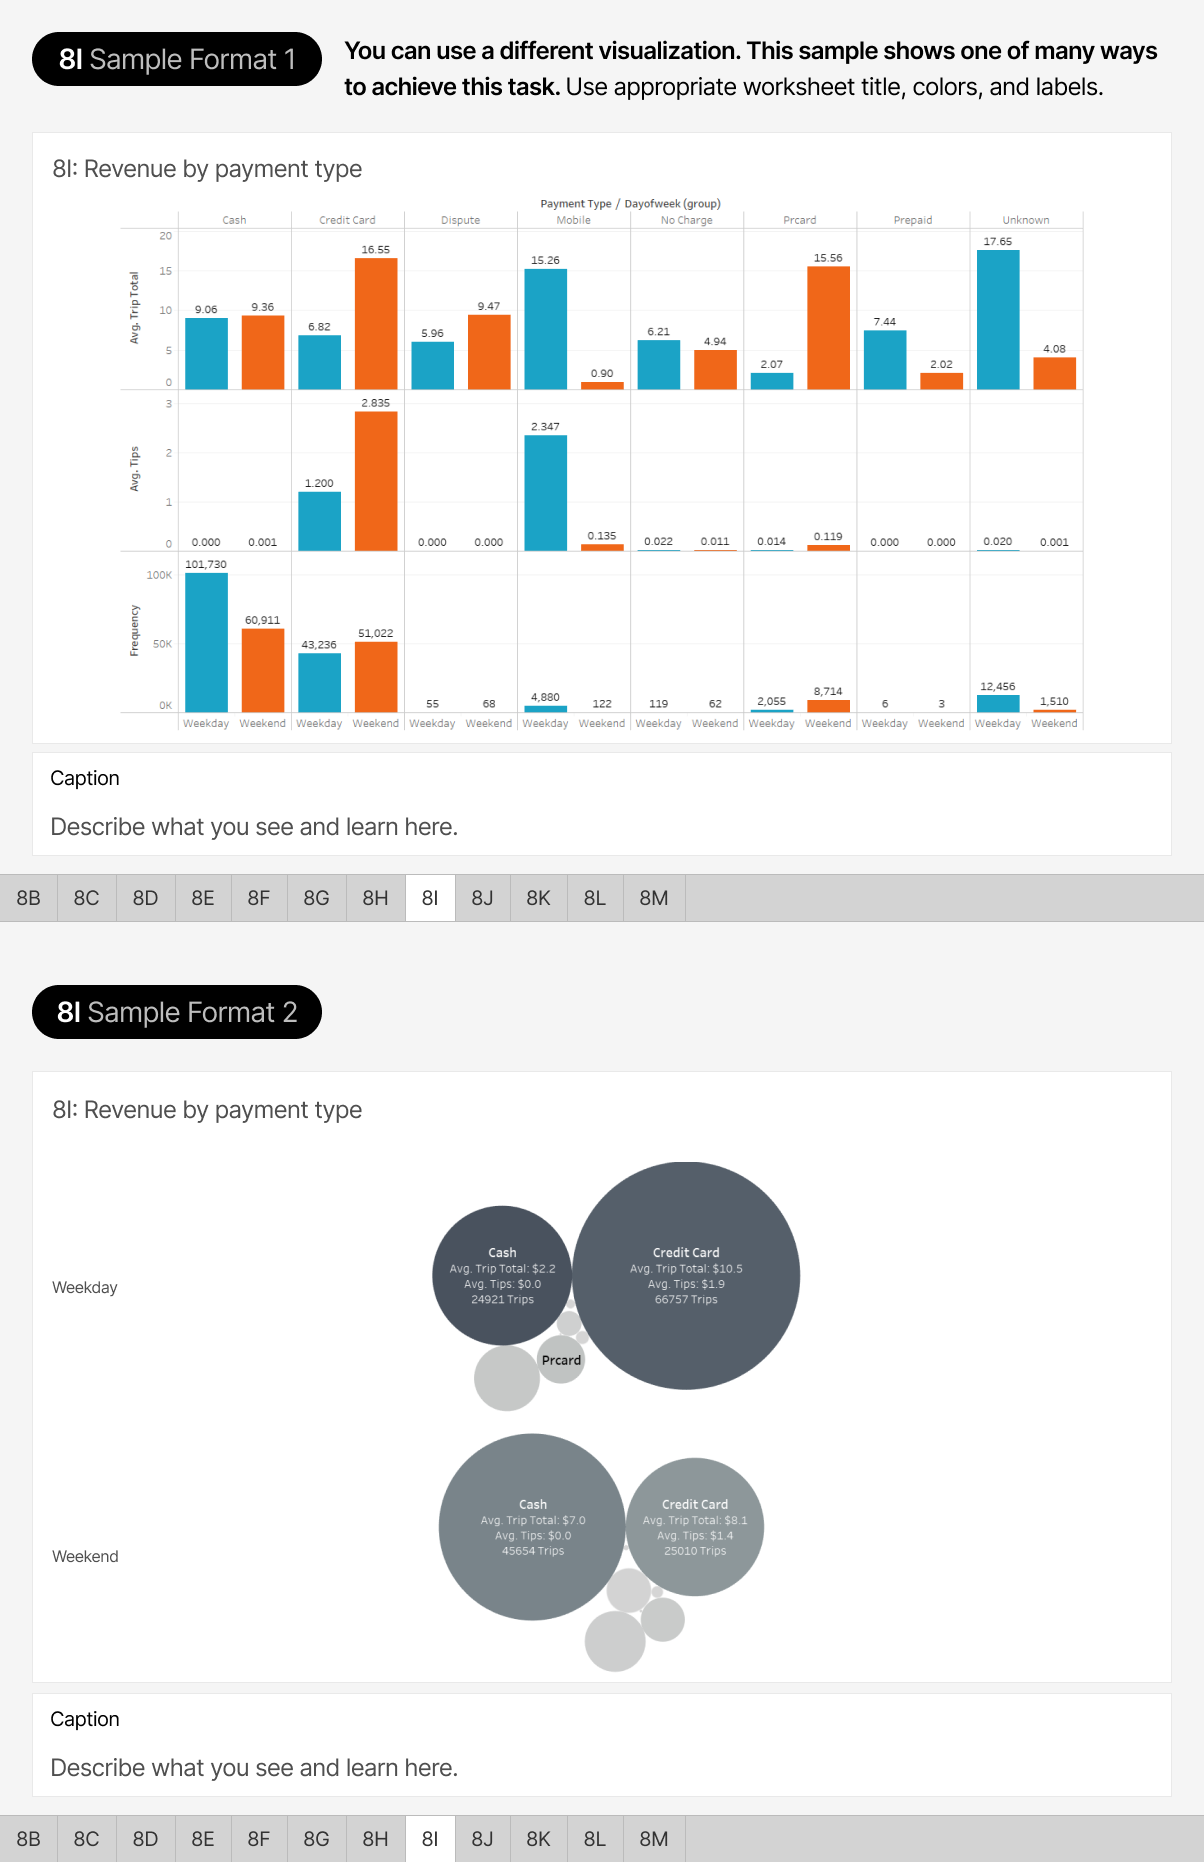 8I Sample Format 1
You can use a different visualization. This sample shows one of many ways
to achieve this task. Use appropriate worksheet title, colors, and labels.
8I: Revenue by payment type
Payment Type / Dayofweek (group)
Cash Credit Card Dispute Mobile No Charge Prcard Prepaid Unknown
Avg. Trip Total
20
15
10
5
0
9.06 9.36 6.82 16.55 5.96 9.47 15.26 0.90 6.21 4.94 2.07 15.56 7.44 2.02 17.65 4.08
Avg. Tips
3
2
1
0
0.000 0.001 1.200 2.835 0.000 0.000 2.347 0.135 0.022 0.011 0.014 0.119 0.000 0.000 0.020 0.001
Frequency
100K
50K
0K
101,730 60,911 43,236 51,022 55 68 4,880 122 119 62 2,055 8,714 6 3 12,456 1,510
Weekday Weekend Weekday Weekend Weekday Weekend Weekday Weekend Weekday Weekend Weekday Weekend Weekday Weekend Weekday Weekend
Caption
Describe what you see and learn here.
8B 8C 8D 8E 8F 8G 8H 8I 8J 8K 8L 8M
8I Sample Format 2
8I: Revenue by payment type
Weekday
Cash
Avg. Trip Total: $2.2
Avg. Tips: $0.0
24921 Trips
Credit Card
Avg. Trip Total: $10.5
Avg. Tips: $1.9
66757 Trips
Prcard
Weekend
Cash
Avg. Trip Total: $7.0
Avg. Tips: $0.0
45654 Trips
Credit Card
Avg. Trip Total: $8.1
Avg. Tips: $1.4
25010 Trips
Caption
Describe what you see and learn here.
8B 8C 8D 8E 8F 8G 8H 8I 8J 8K 8L 8M